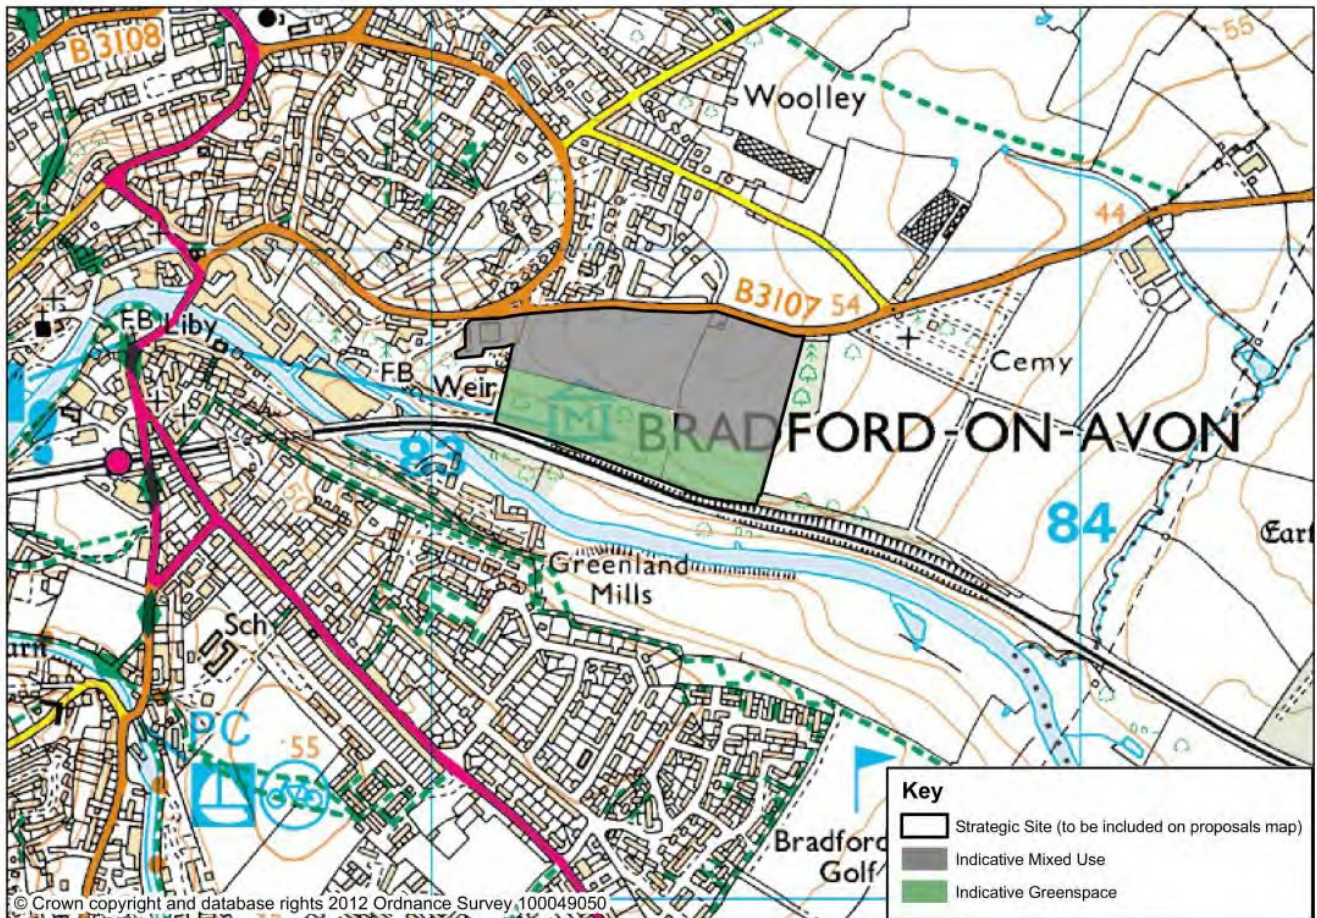 B 3108
Woolley
55
44
B3107 54
FB Liby
FB Weir
Cemy
M
BRADFORD-ON-AVON
83
50
84
Greenland
Mills
Sch
PC
55
Bradford
Golf
Key
Strategic Site (to be included on proposals map)
Indicative Mixed Use
Indicative Greenspace
© Crown copyright and database rights 2012 Ordnance Survey 100049050